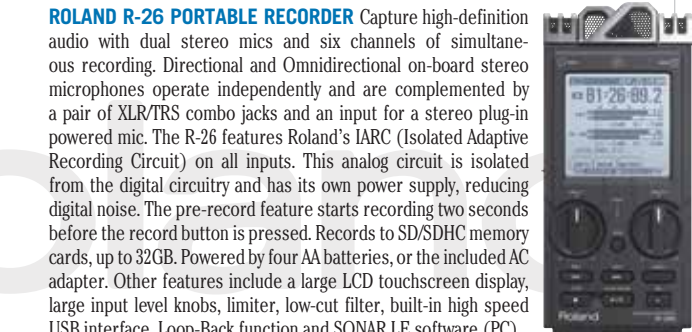 ROLAND R-26 PORTABLE RECORDER Capture high-definition
audio with dual stereo mics and six channels of simultane-
ous recording. Directional and Omnidirectional on-board stereo
microphones operate independently and are complemented by
a pair of XLR/TRS combo jacks and an input for a stereo plug-in
powered mic. The R-26 features Roland's IARC (Isolated Adaptive
Recording Circuit) on all inputs. This analog circuit is isolated
from the digital circuitry and has its own power supply, reducing
digital noise. The pre-record feature starts recording two seconds
before the record button is pressed. Records to SD/SDHC memory
cards, up to 32GB. Powered by four AA batteries, or the included AC
adapter. Other features include a large LCD touchscreen display,
large input level knobs, limiter, low-cut filter, built-in high speed
USB interface, Loop-Back function and SONAR LE software (PC)
81:26:89.2
Roland